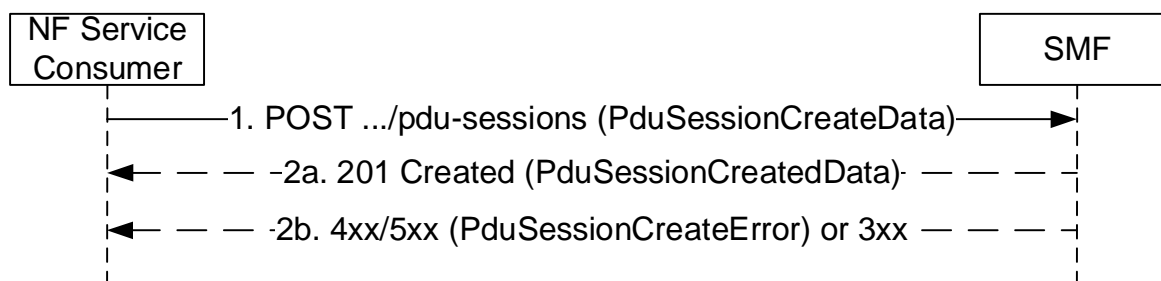 NF Service
Consumer
SMF
1. POST .../pdu-sessions (PduSessionCreateData)
2a. 201 Created (PduSessionCreatedData)
2b. 4xx/5xx (PduSessionCreateError) or 3xx